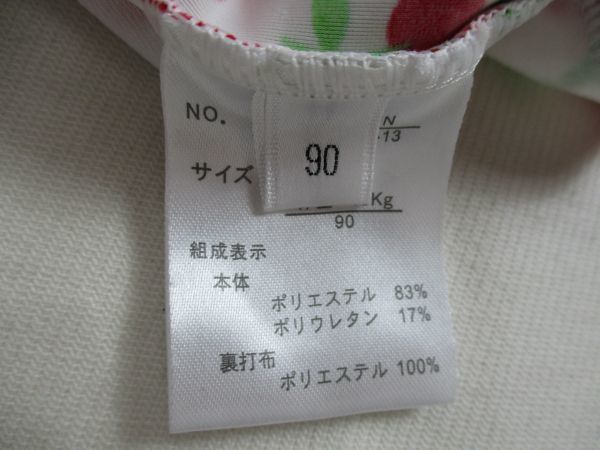 NO. N
13
サイズ 90
Kg
90
組成表示
本体
ポリエステル 83%
ポリウレタン 17%
裏打布
ポリエステル 100%